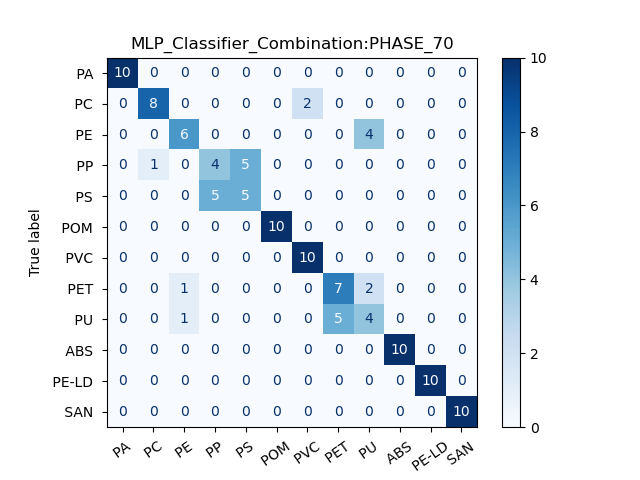 MLP_Classifier_Combination:PHASE_70
PA 10 0 0 0 0 0 0 0 0 0 0 0
PC 0 8 0 0 0 0 2 0 0 0 0 0
PE 0 0 6 0 0 0 0 0 4 0 0 0
PP 0 1 0 4 5 0 0 0 0 0 0 0
PS 0 0 0 5 5 0 0 0 0 0 0 0
POM 0 0 0 0 0 10 0 0 0 0 0 0
PVC 0 0 0 0 0 0 10 0 0 0 0 0
PET 0 0 1 0 0 0 0 7 2 0 0 0
PU 0 0 1 0 0 0 0 5 4 0 0 0
ABS 0 0 0 0 0 0 0 0 0 10 0 0
PE-LD 0 0 0 0 0 0 0 0 0 0 10 0
SAN 0 0 0 0 0 0 0 0 0 0 0 10
PA PC PE PP PS POM PVC PET PU ABS PE-LD SAN
True label
10
8
6
4
2
0